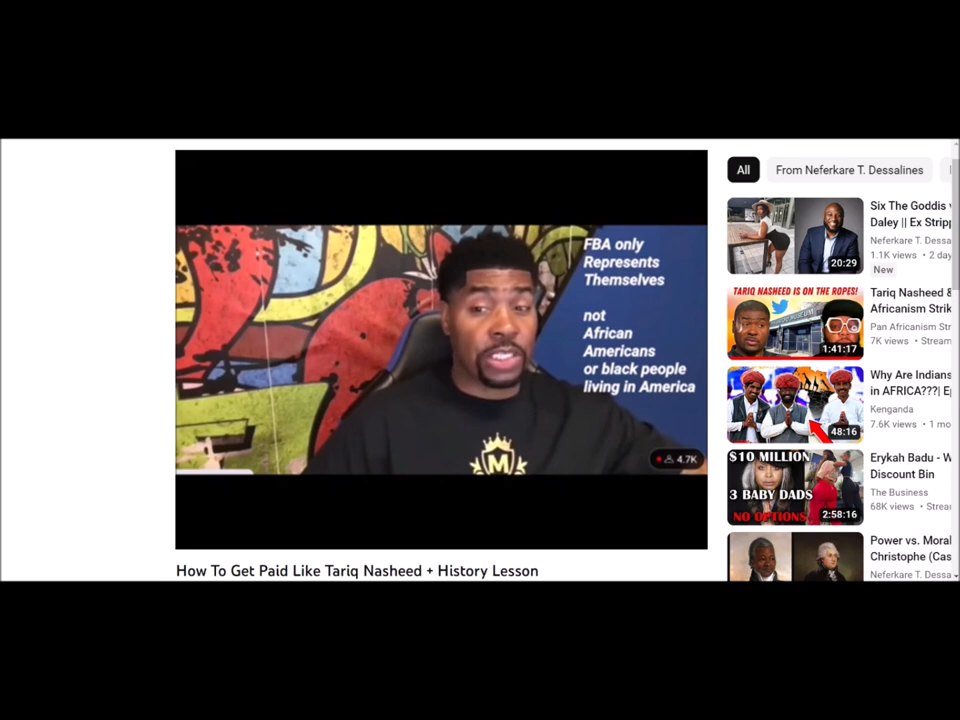 FBA only
Represents
Themselves
not
African
Americans
or black people
living in America
M
4.7K
How To Get Paid Like Tariq Nasheed + History Lesson
All
From Neferkare T. Dessalines
Six The Goddis
Daley || Ex Stripp
Neferkare T. Dessa
1.1K views • 2 day
New
20:29
TARIQ NASHEED IS ON THE ROPES!
1:41:17
Tariq Nasheed &
Africanism Strik
Pan Africanism Str
7K views • Stream
48:16
Why Are Indians
in AFRICA???| E
Kenganda
7.6K views • 1 mo
$10 MILLION
3 BABY DADS
NO OPTIONS
2:58:16
Erykah Badu - W
Discount Bin
The Business
68K views • Strea
Power vs. Moral
Christophe (Cas
Neferkare T. Dessa